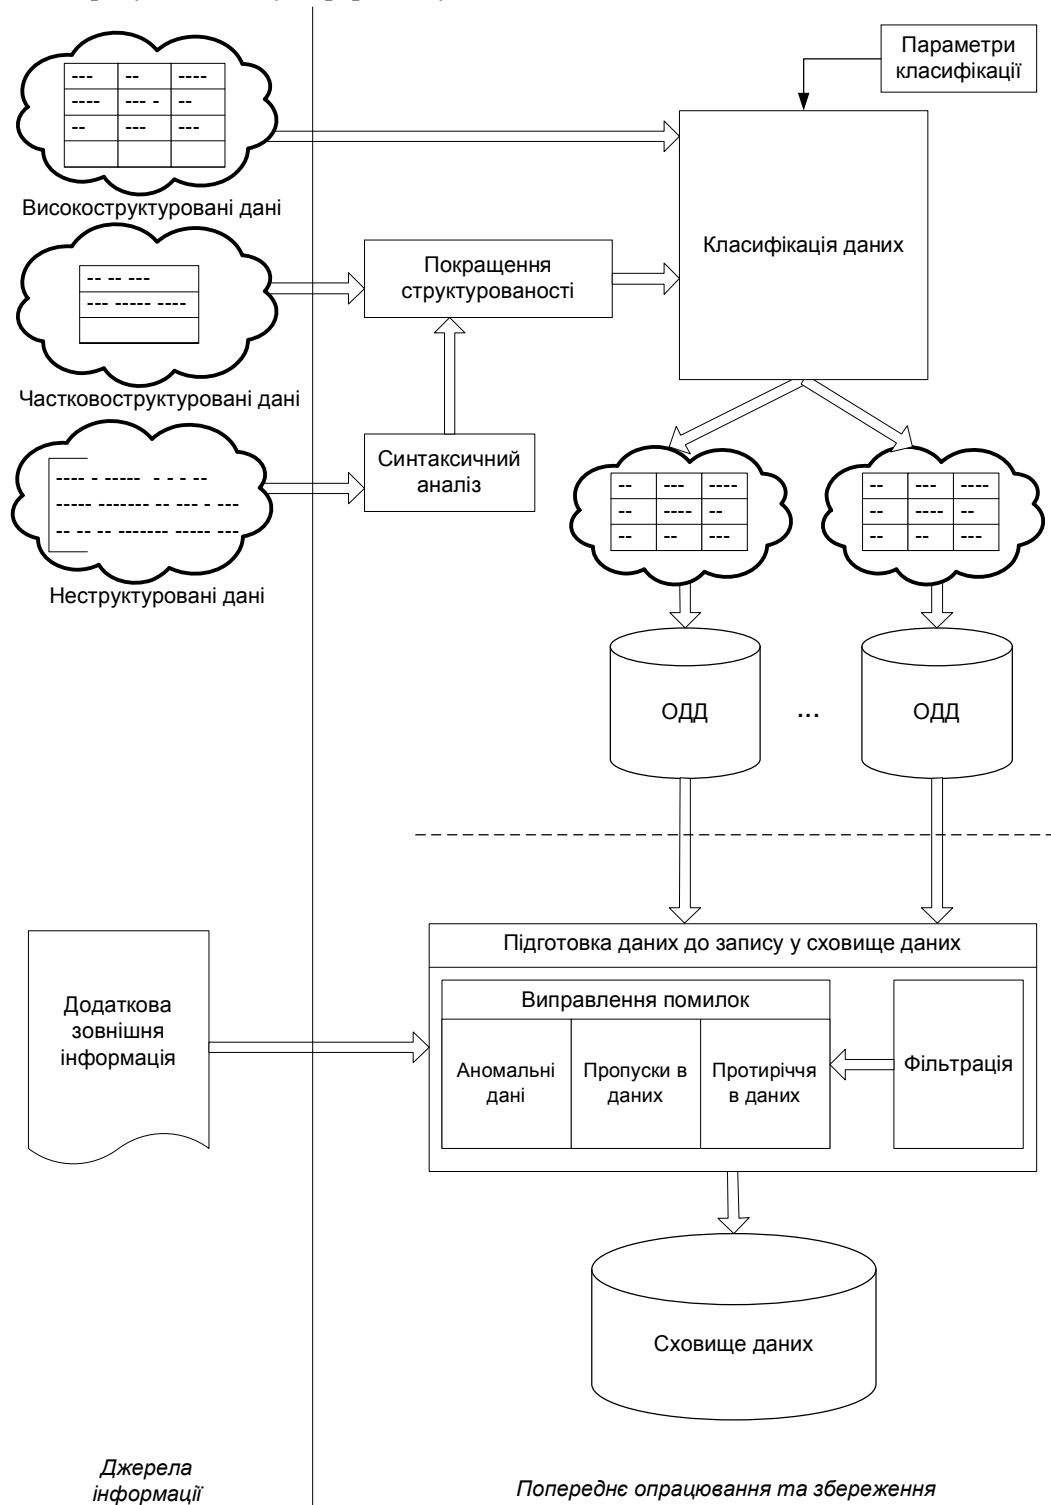 Параметри
класифікації
Високоструктуровані дані
Класифікація даних
Покращення
структурованості
Частковоструктуровані дані
Синтаксичний
аналіз
Неструктуровані дані
ОДД
...
ОДД
Підготовка даних до запису у сховище даних
Виправлення помилок
Додаткова
зовнішня
інформація
Аномальні
дані
Пропуски в
даних
Протиріччя
в даних
Фільтрація
Сховище даних
Джерела
інформації
Попереднє опрацювання та збереження